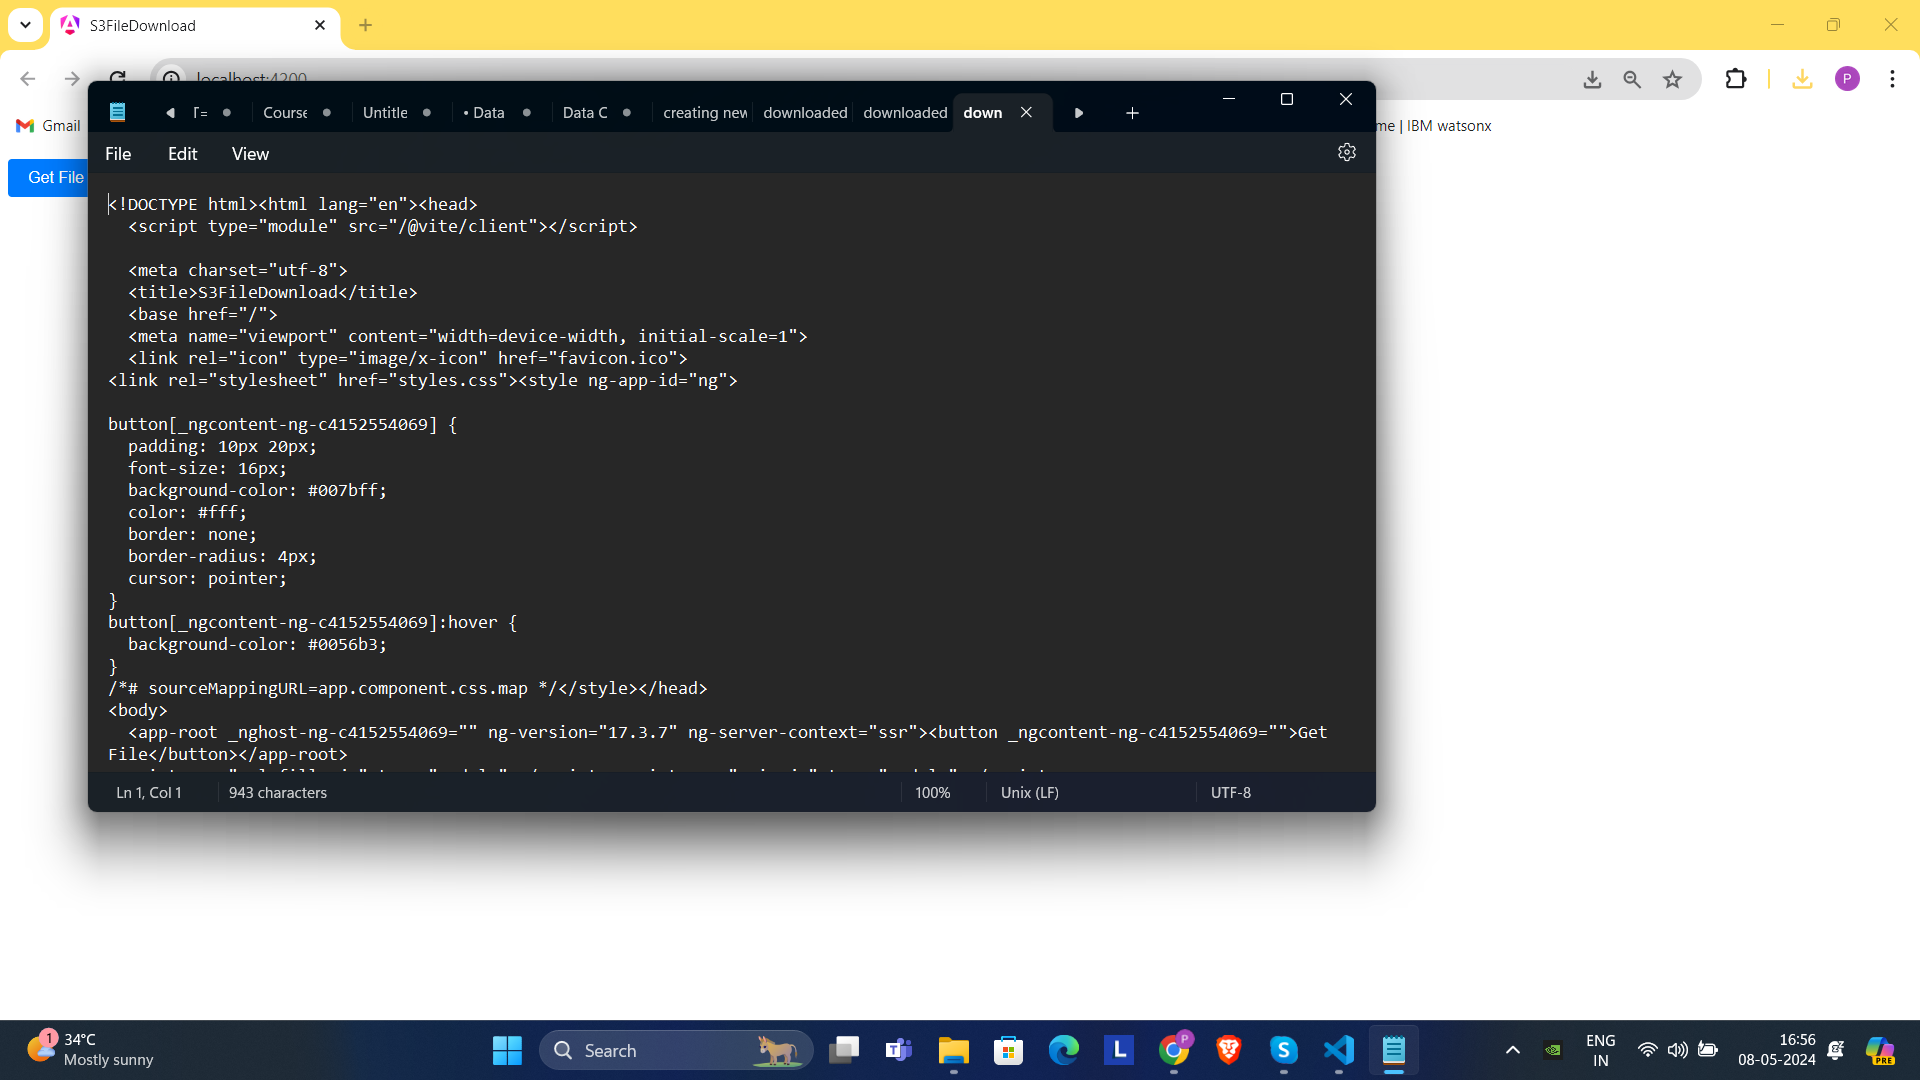 S3FileDownload
localhost:4200
Gmail
me | IBM watsonx
Get File
Course
Untitle
• Data
Data C
creating new
downloaded
downloaded
down
File
Edit
View
<!DOCTYPE html><html lang="en"><head>
<script type="module" src="/@vite/client"></script>
<meta charset="utf-8">
<title>S3FileDownload</title>
<base href="/">
<meta name="viewport" content="width=device-width, initial-scale=1">
<link rel="icon" type="image/x-icon" href="favicon.ico">
<link rel="stylesheet" href="styles.css"><style ng-app-id="ng">
button[_ngcontent-ng-c4152554069] {
padding: 10px 20px;
font-size: 16px;
background-color: #007bff;
color: #fff;
border: none;
border-radius: 4px;
cursor: pointer;
}
button[_ngcontent-ng-c4152554069]:hover {
background-color: #0056b3;
}
/*# sourceMappingURL=app.component.css.map */</style></head>
<body>
<app-root _nghost-ng-c4152554069="" ng-version="17.3.7" ng-server-context="ssr"><button _ngcontent-ng-c4152554069="">Get
File</button></app-root>
Ln 1, Col 1
943 characters
100%
Unix (LF)
UTF-8
1
34°C
Mostly sunny
Search
L
P
ENG
IN
16:56
08-05-2024
PRE